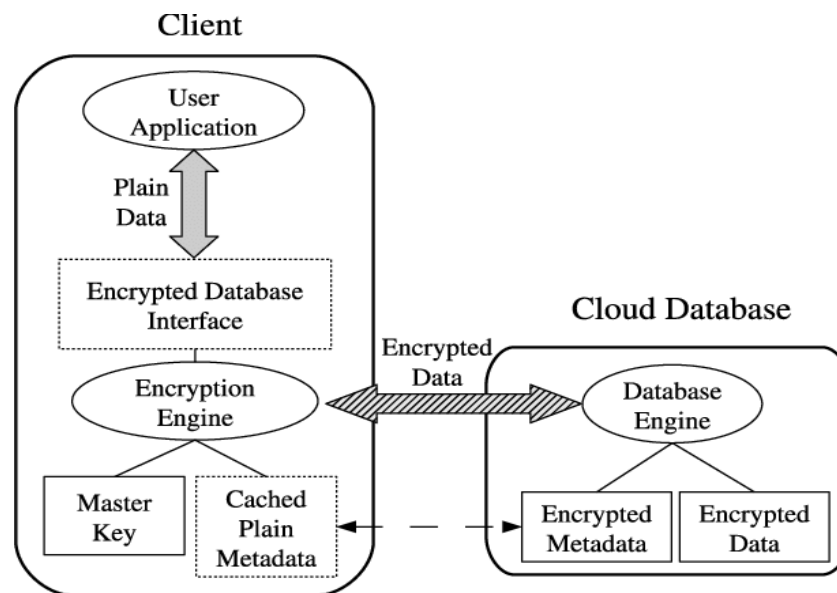 Client
User
Application
Plain
Data
Encrypted Database
Interface
Encryption
Engine
Master
Key
Cached
Plain
Metadata
Encrypted
Data
Cloud Database
Database
Engine
Encrypted
Metadata
Encrypted
Data